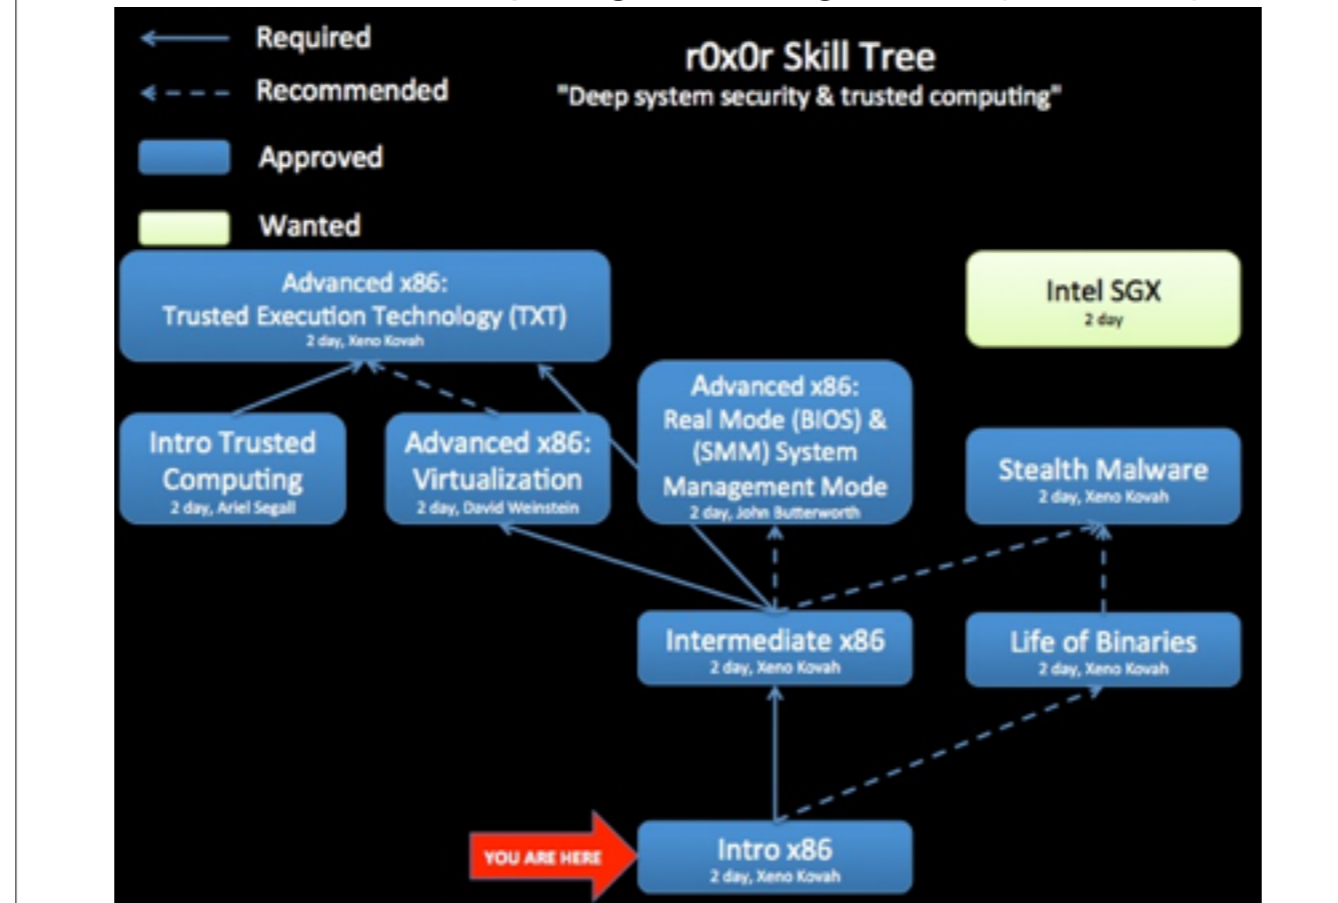 Required
Recommended
Approved
Wanted
r0x0r Skill Tree
"Deep system security & trusted computing"
Advanced x86:
Trusted Execution Technology (TXT)
2 day, Xeno Kovah
Intel SGX
2 day
Advanced x86:
Real Mode (BIOS) &
(SMM) System
Management Mode
2 day, John Butterworth
Intro Trusted
Computing
2 day, Ariel Segall
Advanced x86:
Virtualization
2 day, David Weinstein
Stealth Malware
2 day, Xeno Kovah
Intermediate x86
2 day, Xeno Kovah
Life of Binaries
2 day, Xeno Kovah
YOU ARE HERE
Intro x86
2 day, Xeno Kovah